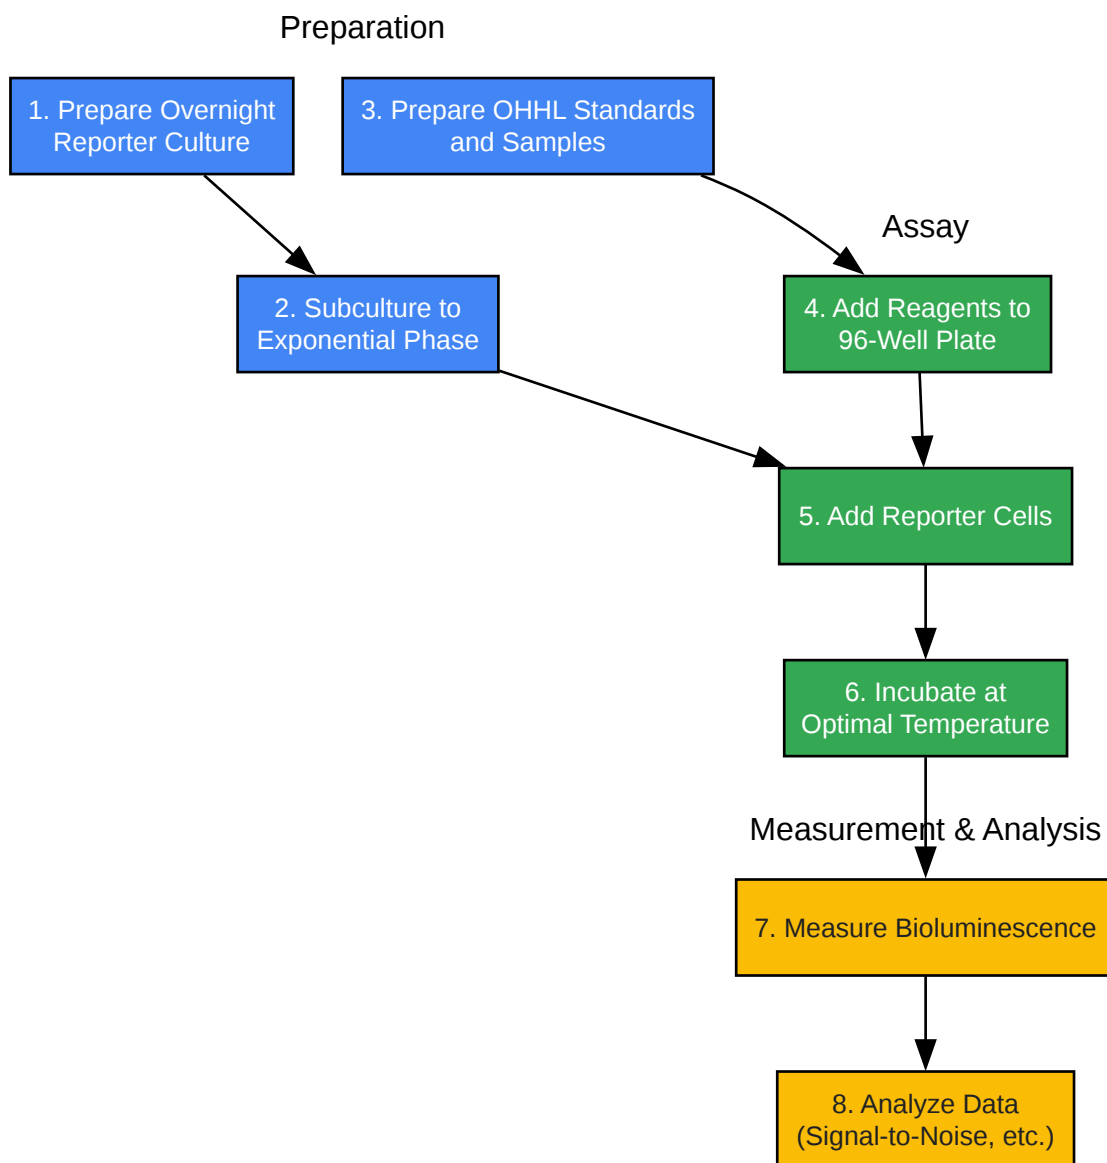 Preparation
1. Prepare Overnight
Reporter Culture
3. Prepare OHHL Standards
and Samples
Assay
2. Subculture to
Exponential Phase
4. Add Reagents to
96-Well Plate
5. Add Reporter Cells
6. Incubate at
Optimal Temperature
Measurement & Analysis
7. Measure Bioluminescence
8. Analyze Data
(Signal-to-Noise, etc.)